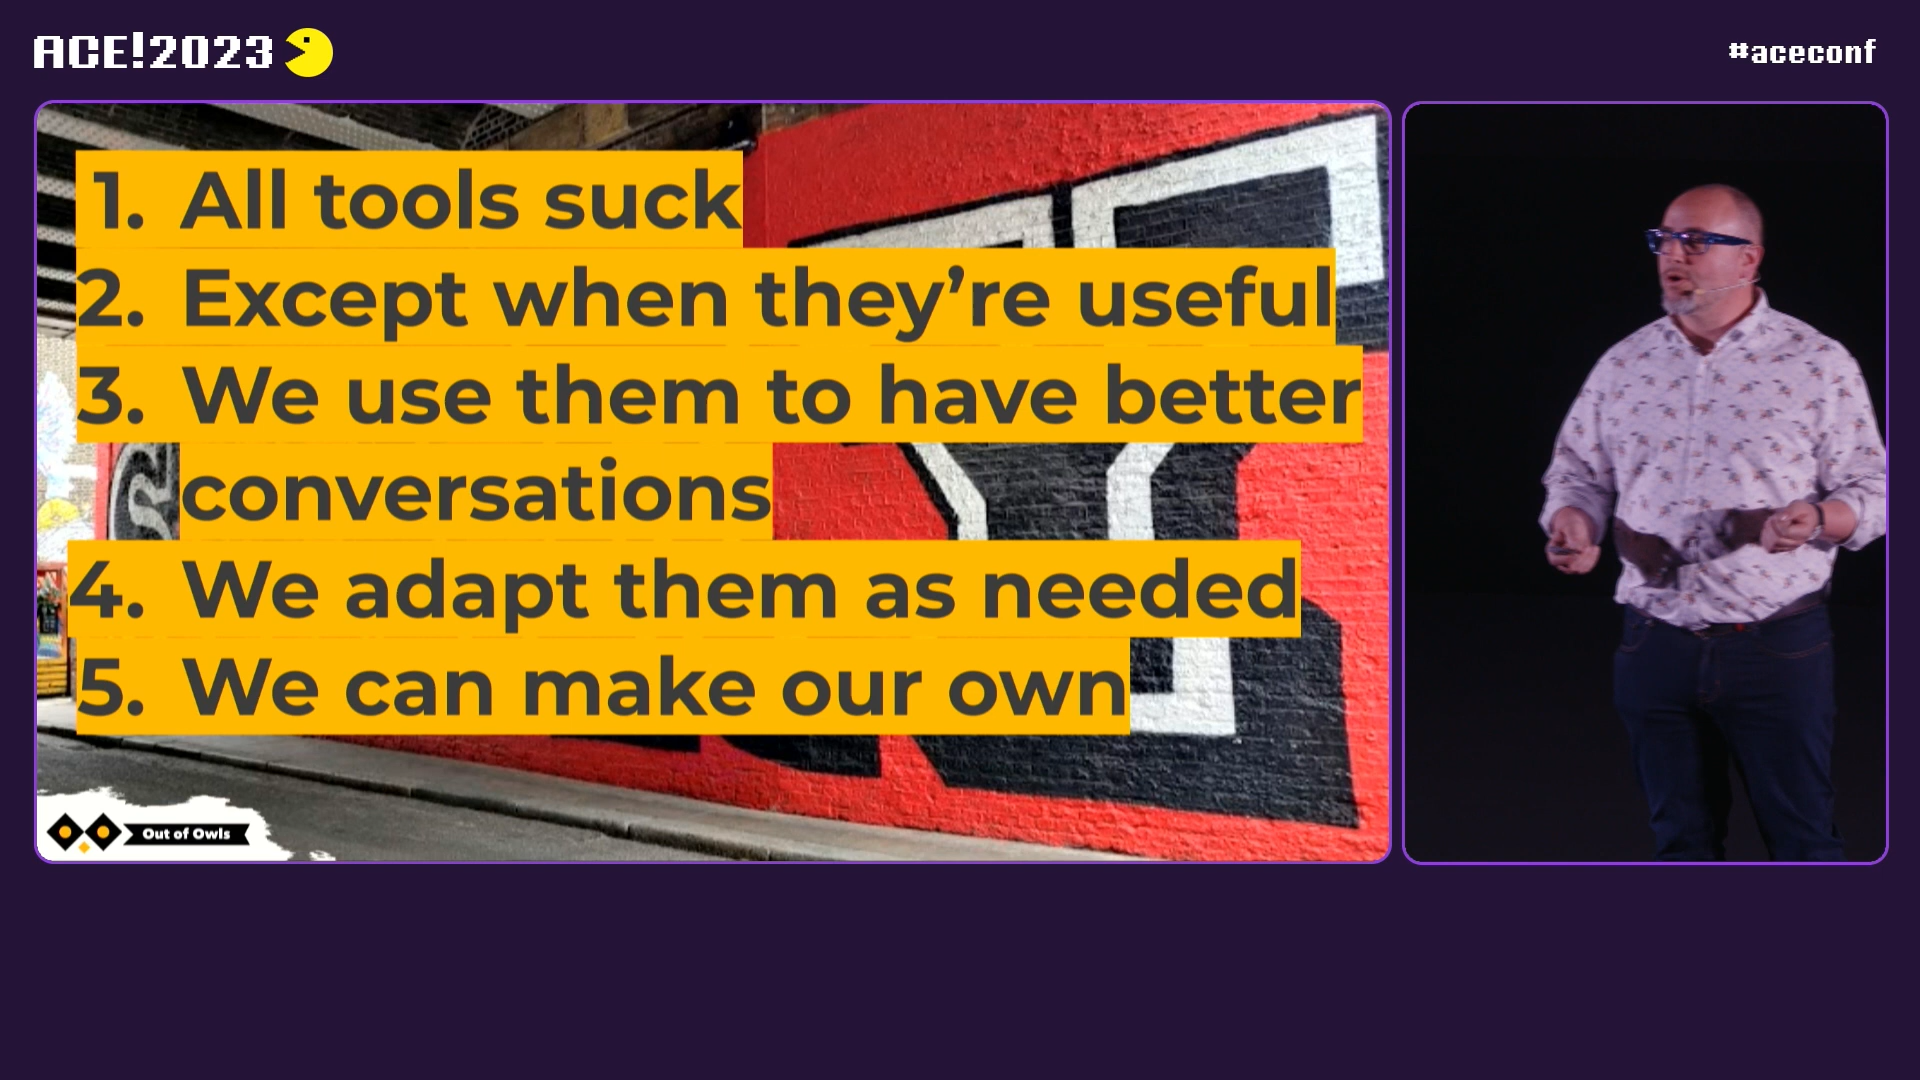 ACE!2023
#aceconf
1. All tools suck
2. Except when they’re useful
3. We use them to have better
conversations
4. We adapt them as needed
5. We can make our own
Out of Owls